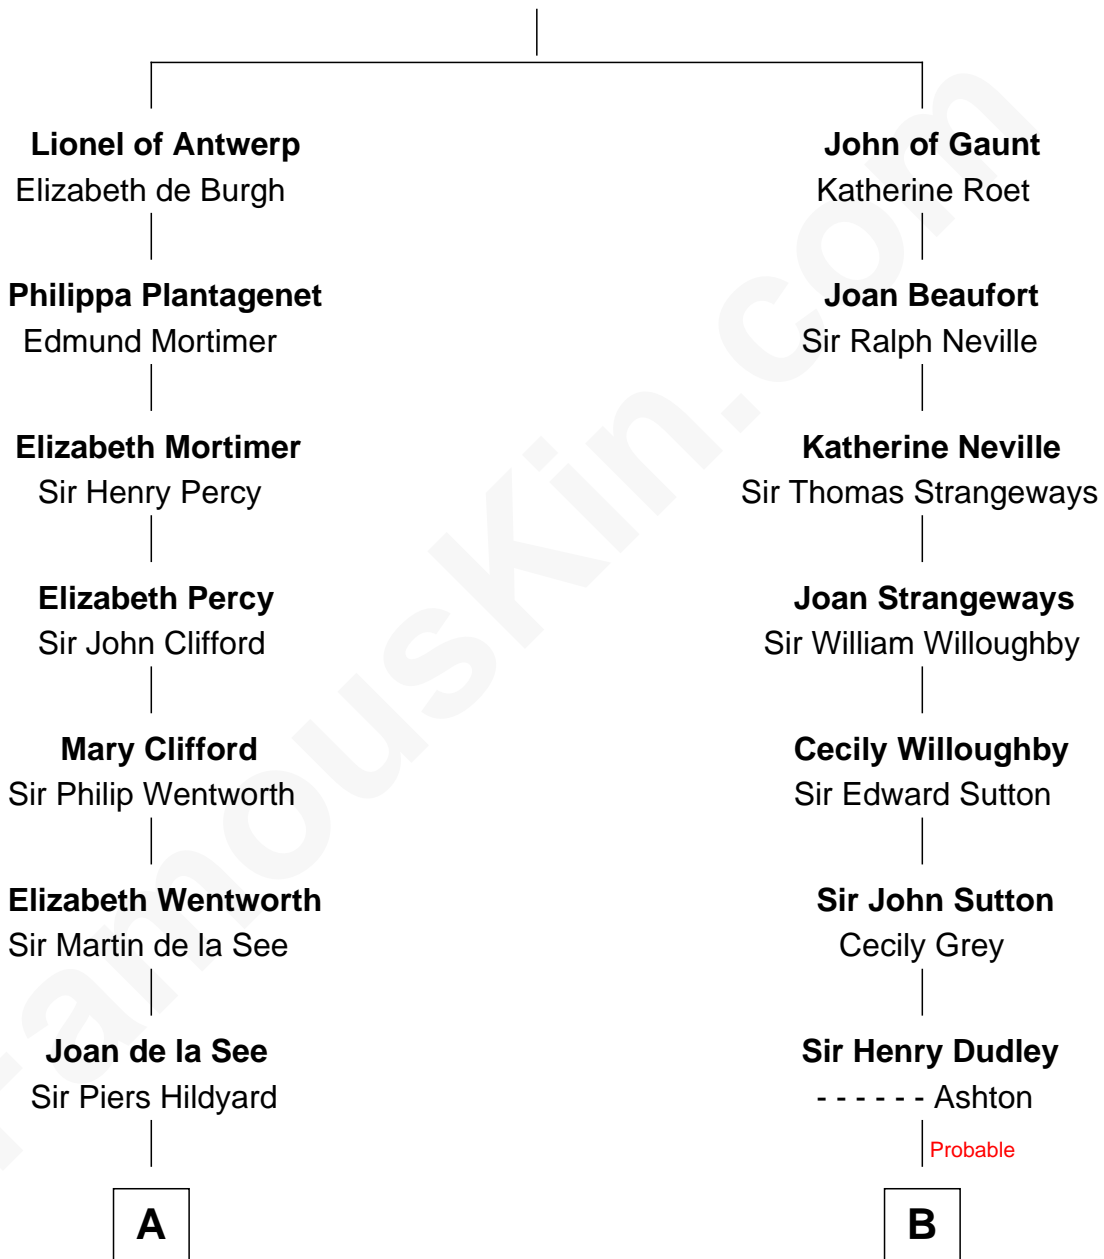 Lionel of Antwerp
Elizabeth de Burgh
Philippa Plantagenet
Edmund Mortimer
Elizabeth Mortimer
Sir Henry Percy
Elizabeth Percy
Sir John Clifford
Mary Clifford
Sir Philip Wentworth
Elizabeth Wentworth
Sir Martin de la See
Joan de la See
Sir Piers Hildyard
A
John of Gaunt
Katherine Roet
Joan Beaufort
Sir Ralph Neville
Katherine Neville
Sir Thomas Strangeways
Joan Strangeways
Sir William Willoughby
Cecily Willoughby
Sir Edward Sutton
Sir John Sutton
Cecily Grey
Sir Henry Dudley
- - - - - - Ashton
Probable
B
FamousKin.com